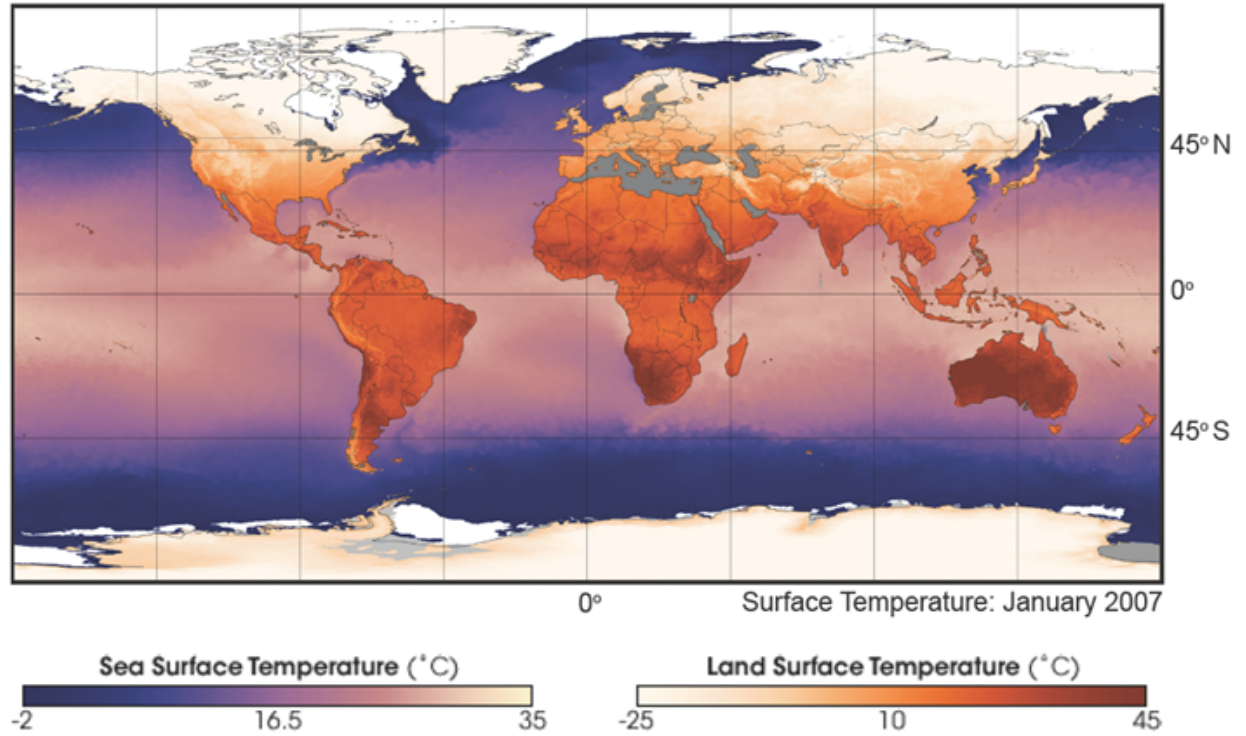 45° N
0°
45° S
0°
Surface Temperature: January 2007
Sea Surface Temperature (°C)
-2 16.5 35
Land Surface Temperature (°C)
-25 10 45